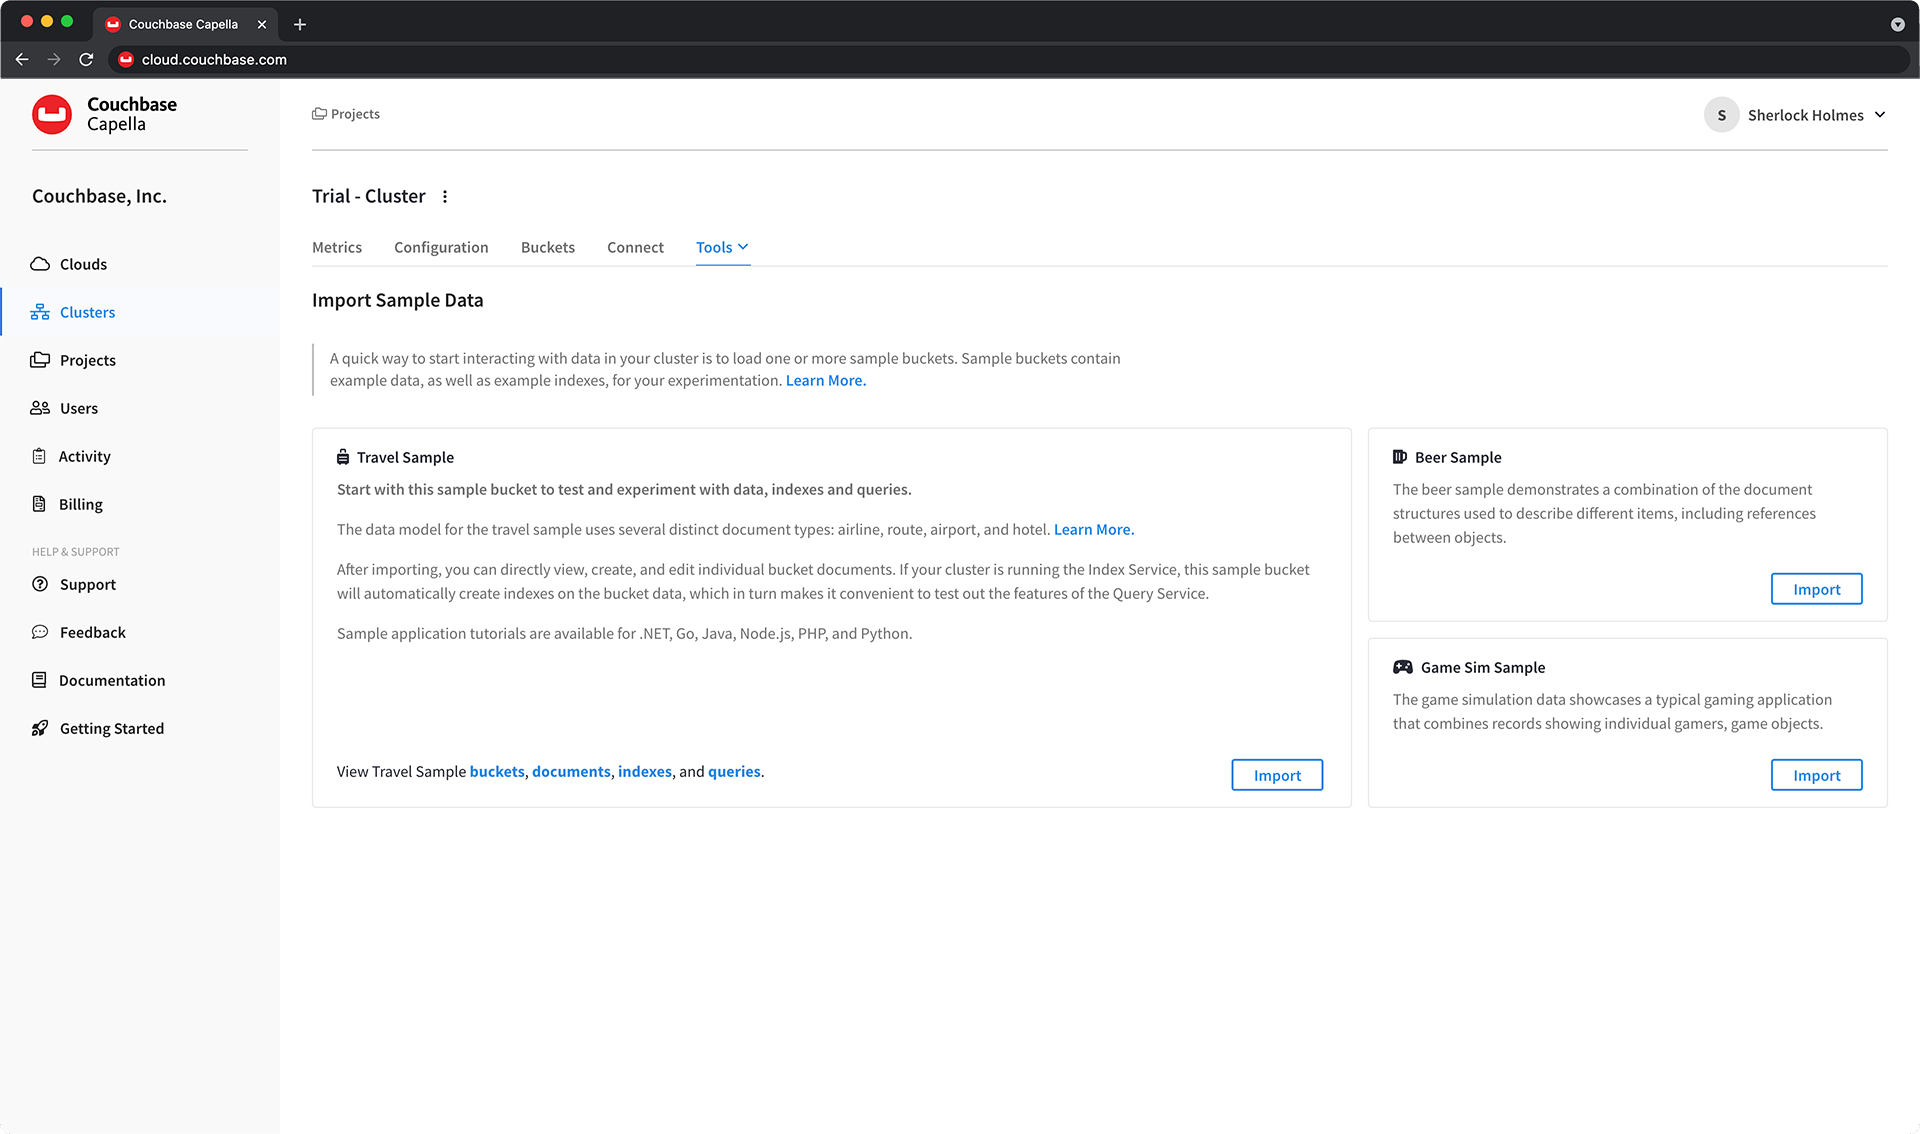 Couchbase Capella
cloud.couchbase.com
Couchbase
Capella
Projects
S
Sherlock Holmes
Couchbase, Inc.
Clouds
Clusters
Projects
Users
Activity
Billing
HELP & SUPPORT
Support
Feedback
Documentation
Getting Started
Trial - Cluster
Metrics
Configuration
Buckets
Connect
Tools
Import Sample Data
A quick way to start interacting with data in your cluster is to load one or more sample buckets. Sample buckets contain
example data, as well as example indexes, for your experimentation. Learn More.
Travel Sample
Start with this sample bucket to test and experiment with data, indexes and queries.
The data model for the travel sample uses several distinct document types: airline, route, airport, and hotel. Learn More.
After importing, you can directly view, create, and edit individual bucket documents. If your cluster is running the Index Service, this sample bucket
will automatically create indexes on the bucket data, which in turn makes it convenient to test out the features of the Query Service.
Sample application tutorials are available for .NET, Go, Java, Node.js, PHP, and Python.
View Travel Sample buckets, documents, indexes, and queries.
Import
Beer Sample
The beer sample demonstrates a combination of the document
structures used to describe different items, including references
between objects.
Import
Game Sim Sample
The game simulation data showcases a typical gaming application
that combines records showing individual gamers, game objects.
Import